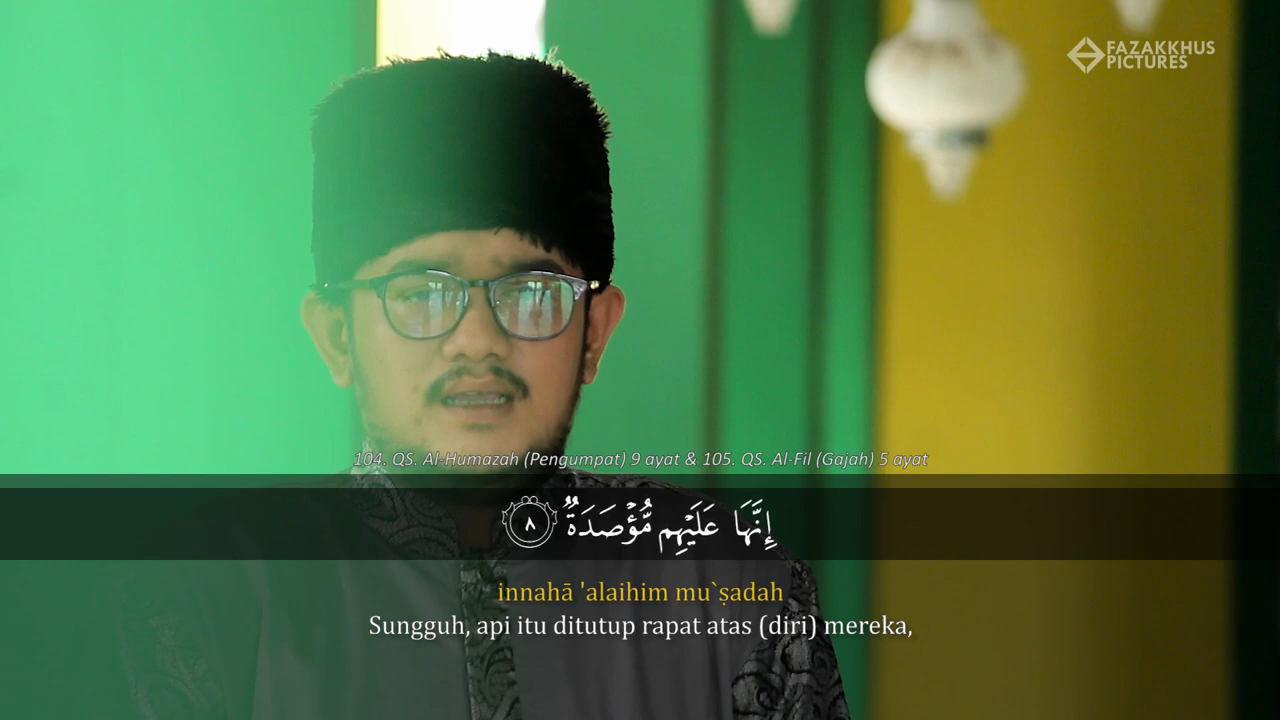 FAZAKKHUS
PICTURES
104. QS. Al-Humazah (Pengumpat) 9 ayat & 105. QS. Al-Fil (Gajah) 5 ayat
إِنَّهَا عَلَيْهِم مُّؤْصَدَةٌ ٨
innahā 'alaihim mu`ṣadah
Sungguh, api itu ditutup rapat atas (diri) mereka,